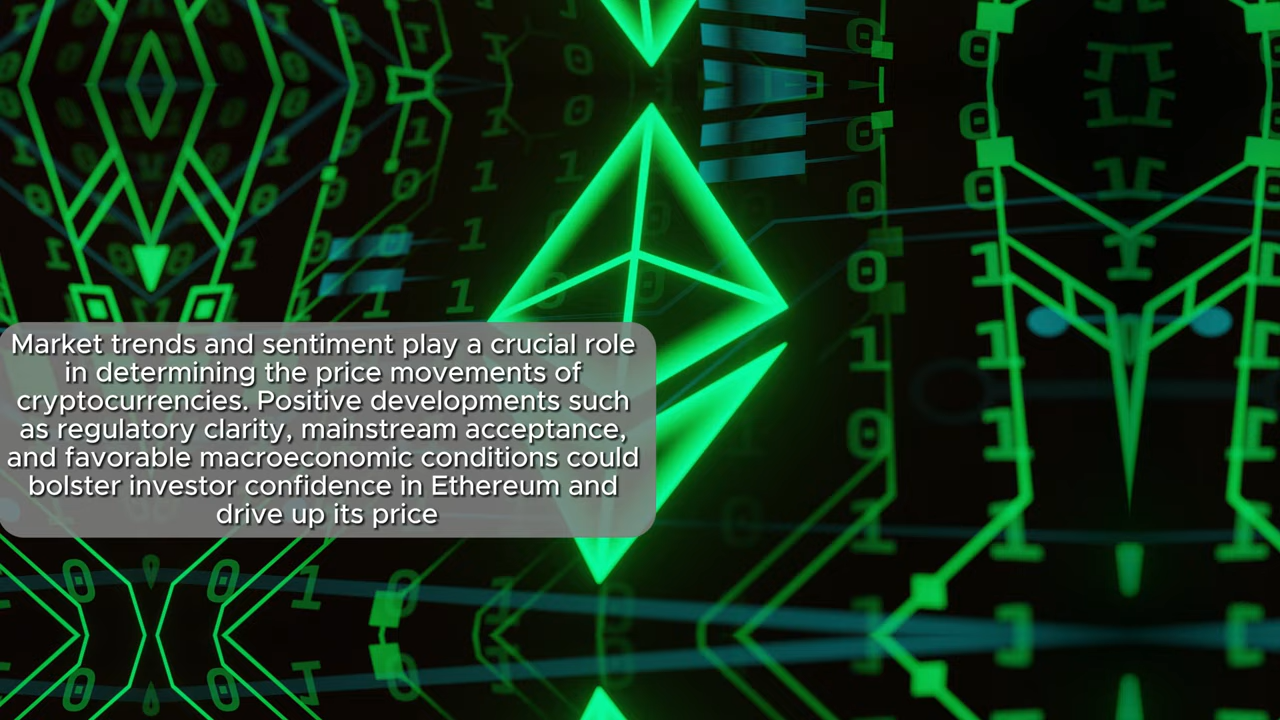 Market trends and sentiment play a crucial role
in determining the price movements of
cryptocurrencies. Positive developments such
as regulatory clarity, mainstream acceptance,
and favorable macroeconomic conditions could
bolster investor confidence in Ethereum and
drive up its price